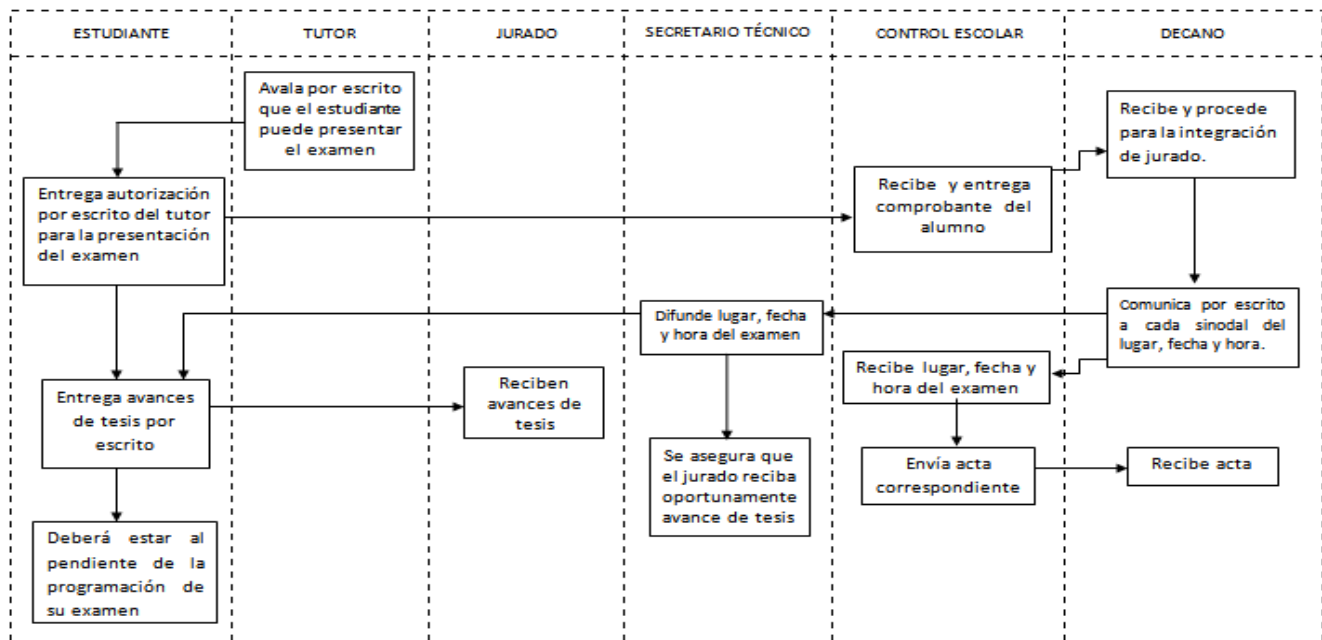 ESTUDIANTE
TUTOR
JURADO
SECRETARIO TÉCNICO
CONTROL ESCOLAR
DECANO
Avala por escrito
que el estudiante
puede presentar
el examen
Recibe y procede
para la integración
de jurado.
Entrega autorización
por escrito del tutor
para la presentación
del examen
Recibe y entrega
comprobante del
alumno
Comunica por escrito
a cada sinodal del
lugar, fecha y hora.
Difunde lugar, fecha
y hora del examen
Recibe lugar, fecha y
hora del examen
Entrega avances
de tesis por
escrito
Reciben
avances de
tesis
Se asegura que
el jurado reciba
oportunamente
avance de tesis
Envía acta
correspondiente
Recibe acta
Deberá estar al
pendiente de la
programación de
su examen